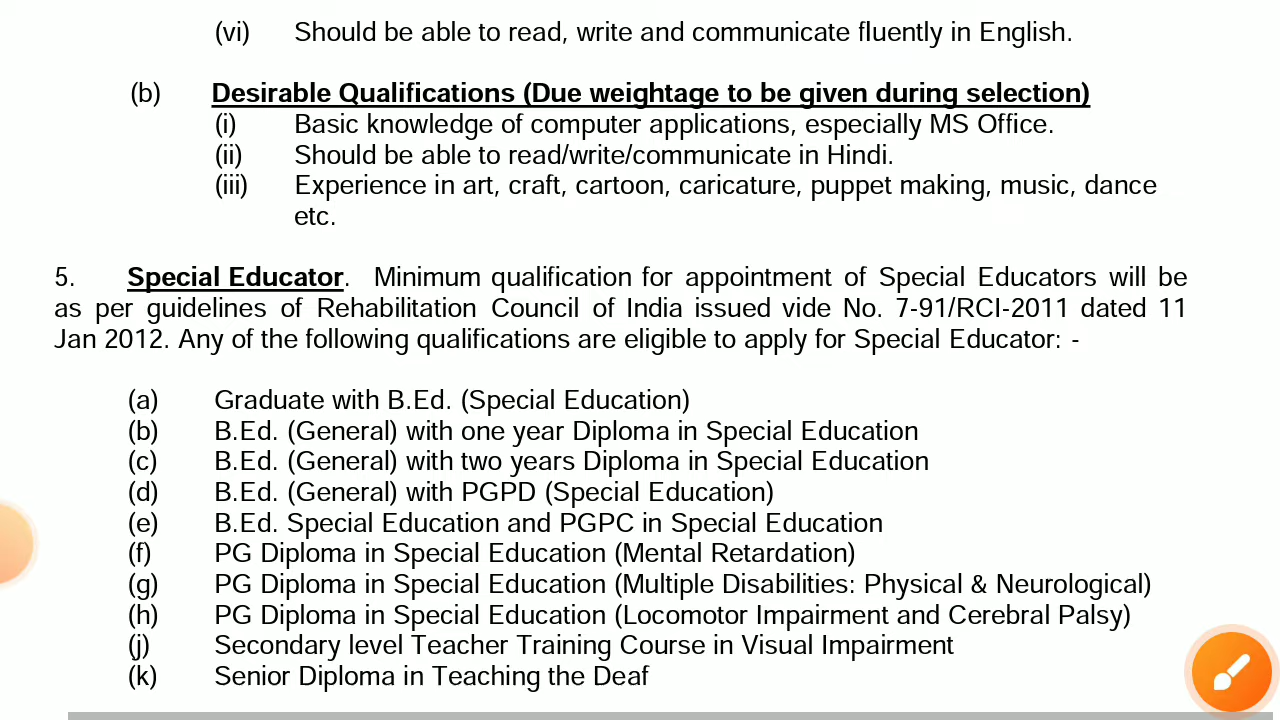 (vi) Should be able to read, write and communicate fluently in English.
(b) Desirable Qualifications (Due weightage to be given during selection)
(i) Basic knowledge of computer applications, especially MS Office.
(ii) Should be able to read/write/communicate in Hindi.
(iii) Experience in art, craft, cartoon, caricature, puppet making, music, dance
etc.
5. Special Educator. Minimum qualification for appointment of Special Educators will be
as per guidelines of Rehabilitation Council of India issued vide No. 7-91/RCI-2011 dated 11
Jan 2012. Any of the following qualifications are eligible to apply for Special Educator: -
(a) Graduate with B.Ed. (Special Education)
(b) B.Ed. (General) with one year Diploma in Special Education
(c) B.Ed. (General) with two years Diploma in Special Education
(d) B.Ed. (General) with PGPD (Special Education)
(e) B.Ed. Special Education and PGPC in Special Education
(f) PG Diploma in Special Education (Mental Retardation)
(g) PG Diploma in Special Education (Multiple Disabilities: Physical & Neurological)
(h) PG Diploma in Special Education (Locomotor Impairment and Cerebral Palsy)
(j) Secondary level Teacher Training Course in Visual Impairment
(k) Senior Diploma in Teaching the Deaf